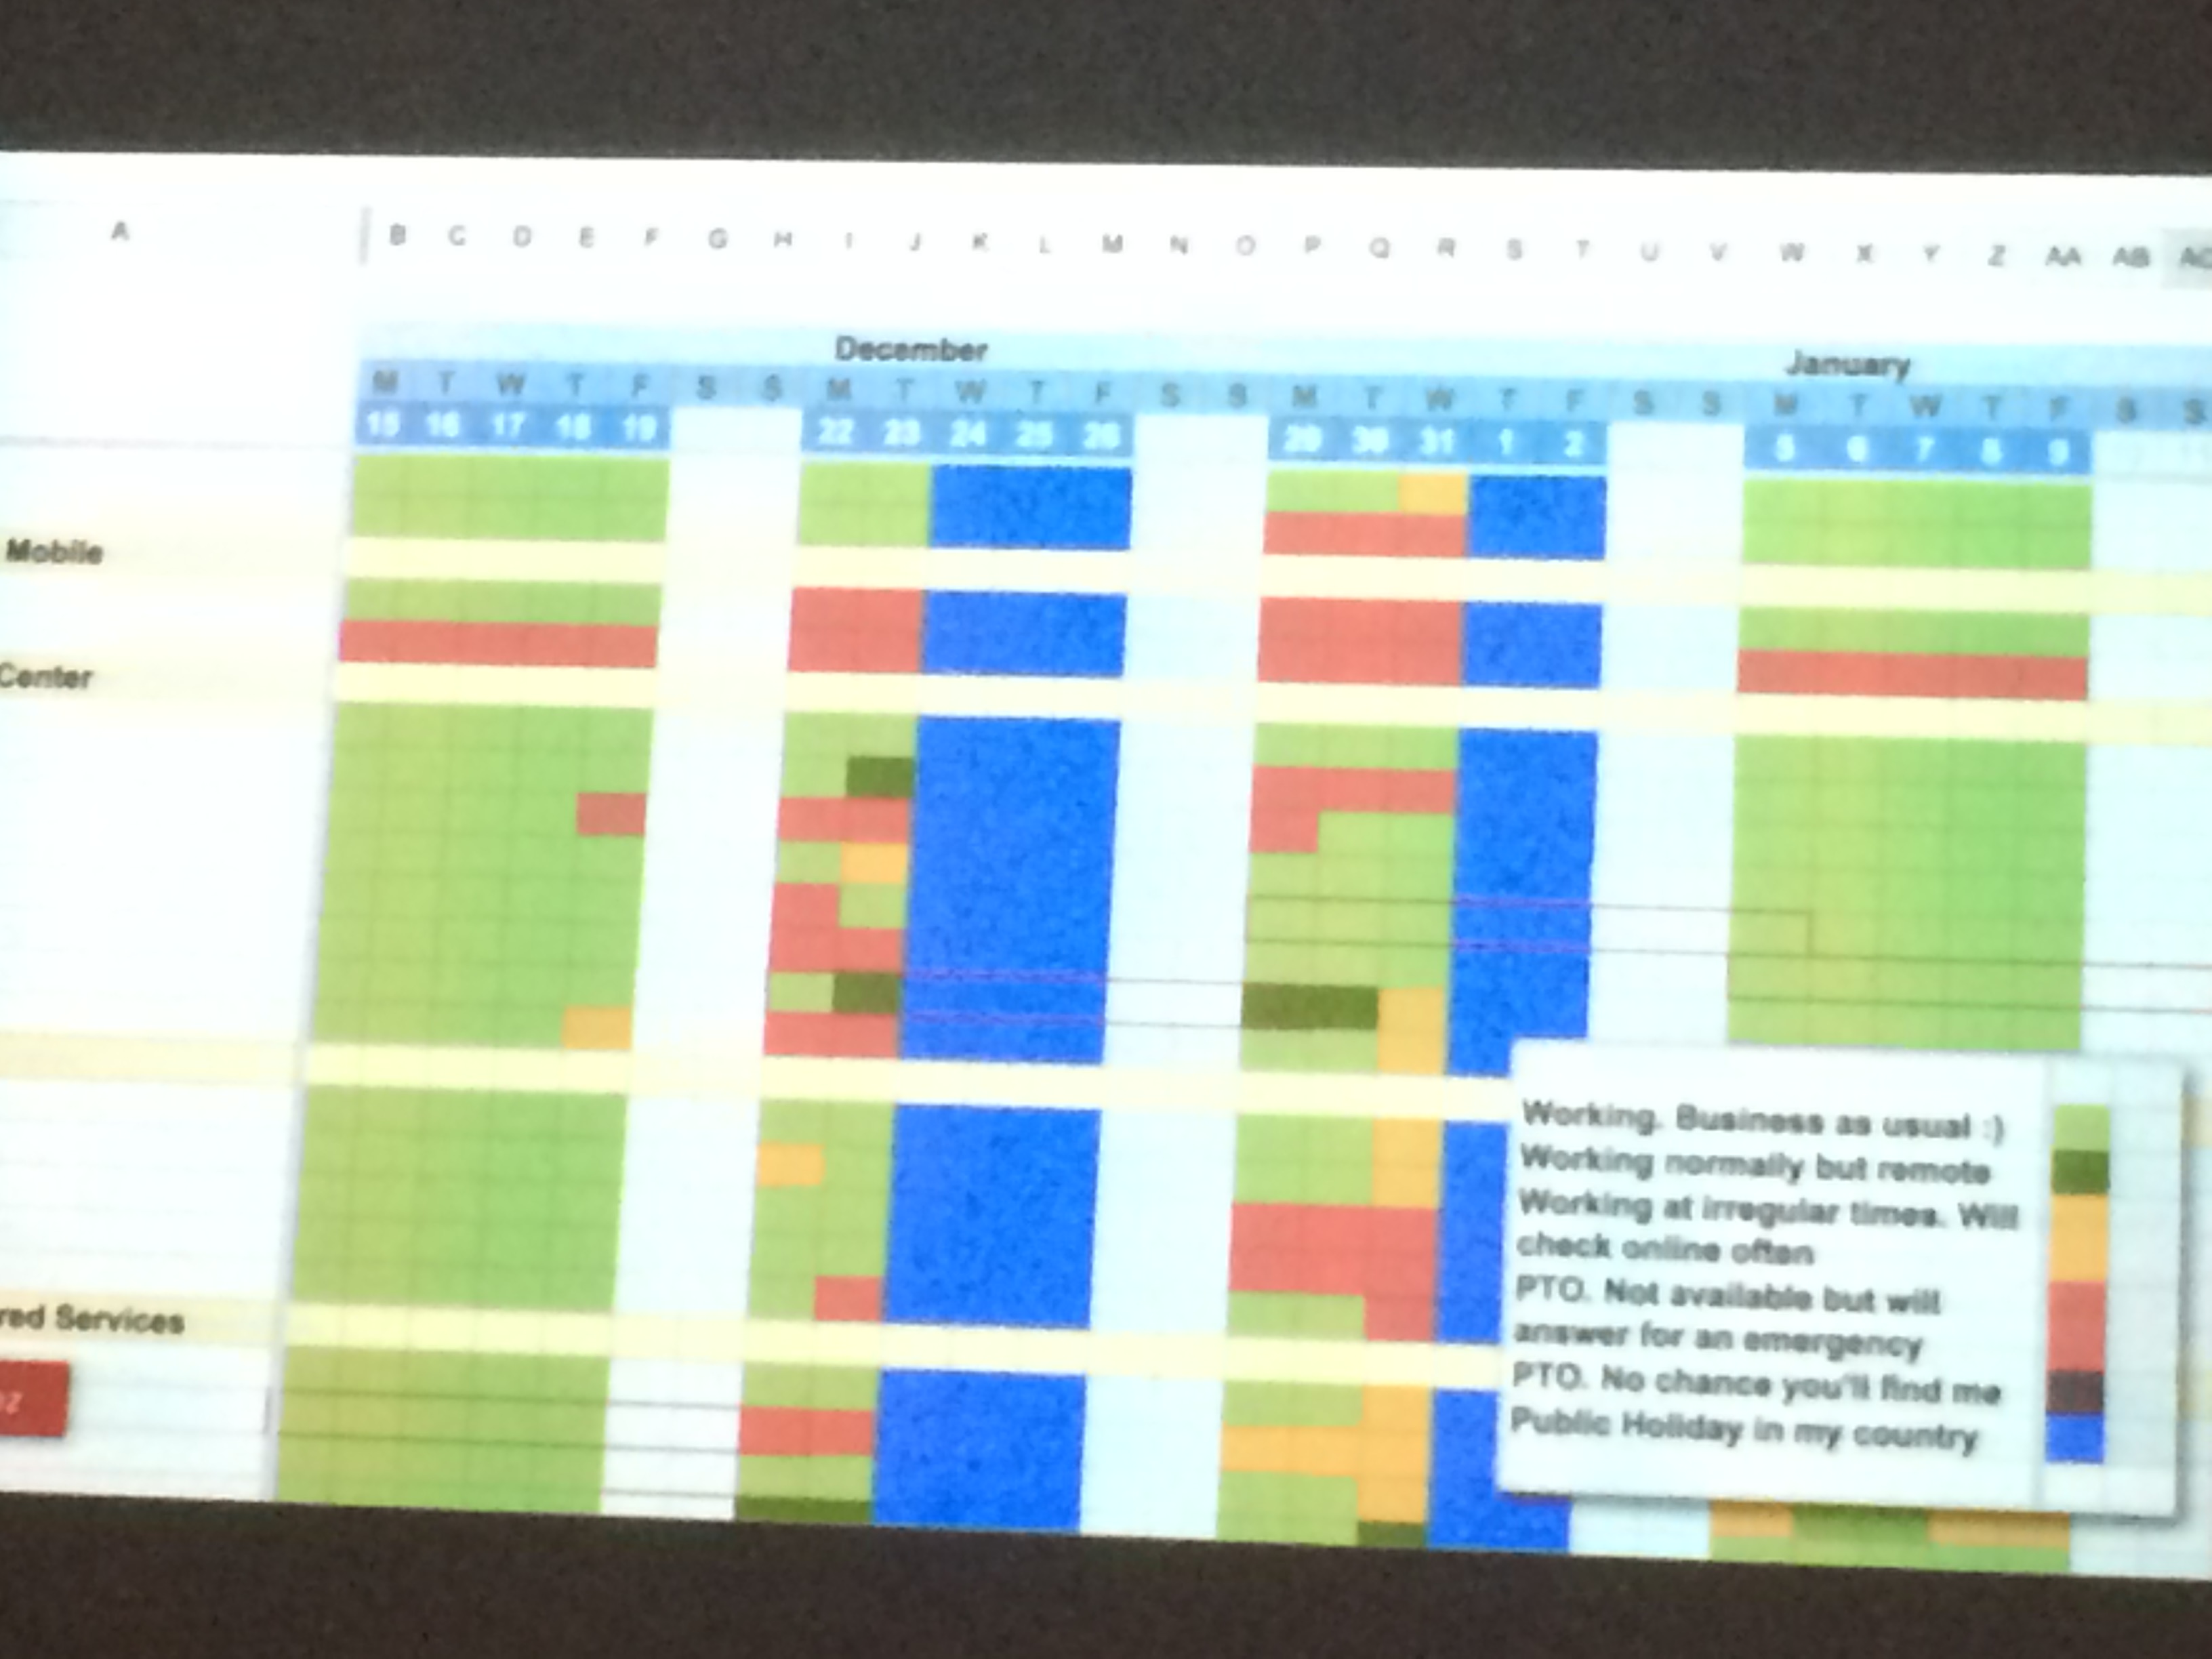 A B C D E F G H I J K L M N O P Q R S T U V W X Y Z AA AB AC
December January
M T W T F S S M T W T F S S M T W T F S S M T W T F S S
15 16 17 18 19 22 23 24 25 26 29 30 31 1 2 5 6 7 8 9
Mobile
Center
Working. Business as usual :)
Working normally but remote
Working at irregular times. Will
check online often
PTO. Not available but will
answer for an emergency
PTO. No chance you'll find me
Public Holiday in my country
red Services
oz